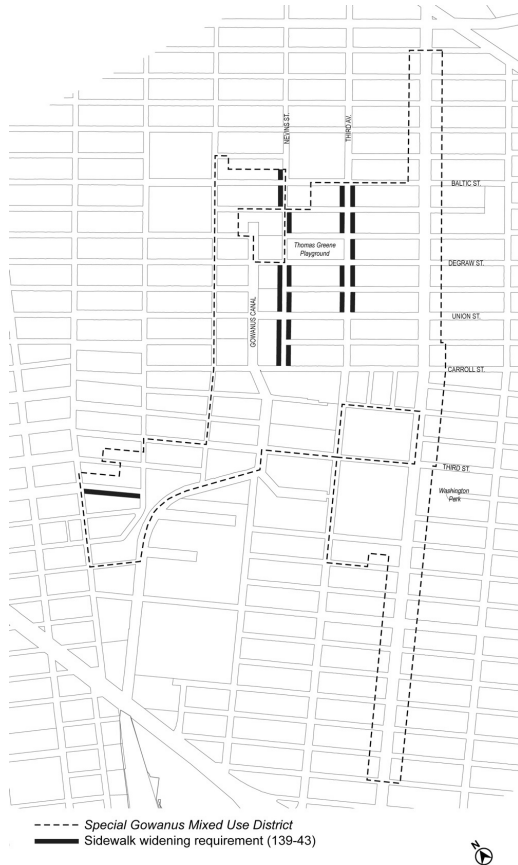 NEVINS ST.
THIRD AV.
BALTIC ST.
Thomas Greene
Playground
DEGRAW ST.
GOWANUS CANAL
UNION ST.
CARROLL ST.
THIRD ST.
Washington
Park
Special Gowanus Mixed Use District
Sidewalk widening requirement (139-43)
N